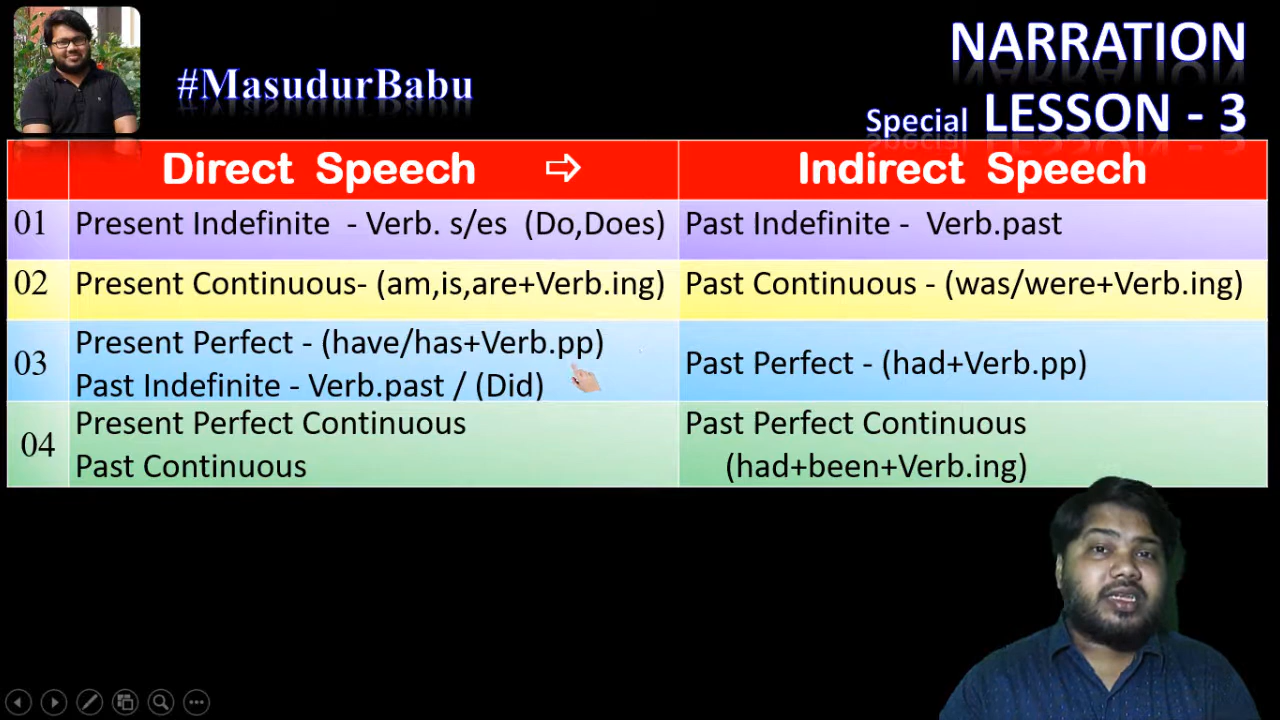 #MasudurBabu
NARRATION
Special LESSON - 3
Direct Speech ⇨ Indirect Speech
01 Present Indefinite - Verb. s/es (Do,Does) Past Indefinite - Verb.past
02 Present Continuous- (am,is,are+Verb.ing) Past Continuous - (was/were+Verb.ing)
03 Present Perfect - (have/has+Verb.pp)
Past Indefinite - Verb.past / (Did)
Past Perfect - (had+Verb.pp)
04 Present Perfect Continuous
Past Continuous
Past Perfect Continuous
(had+been+Verb.ing)